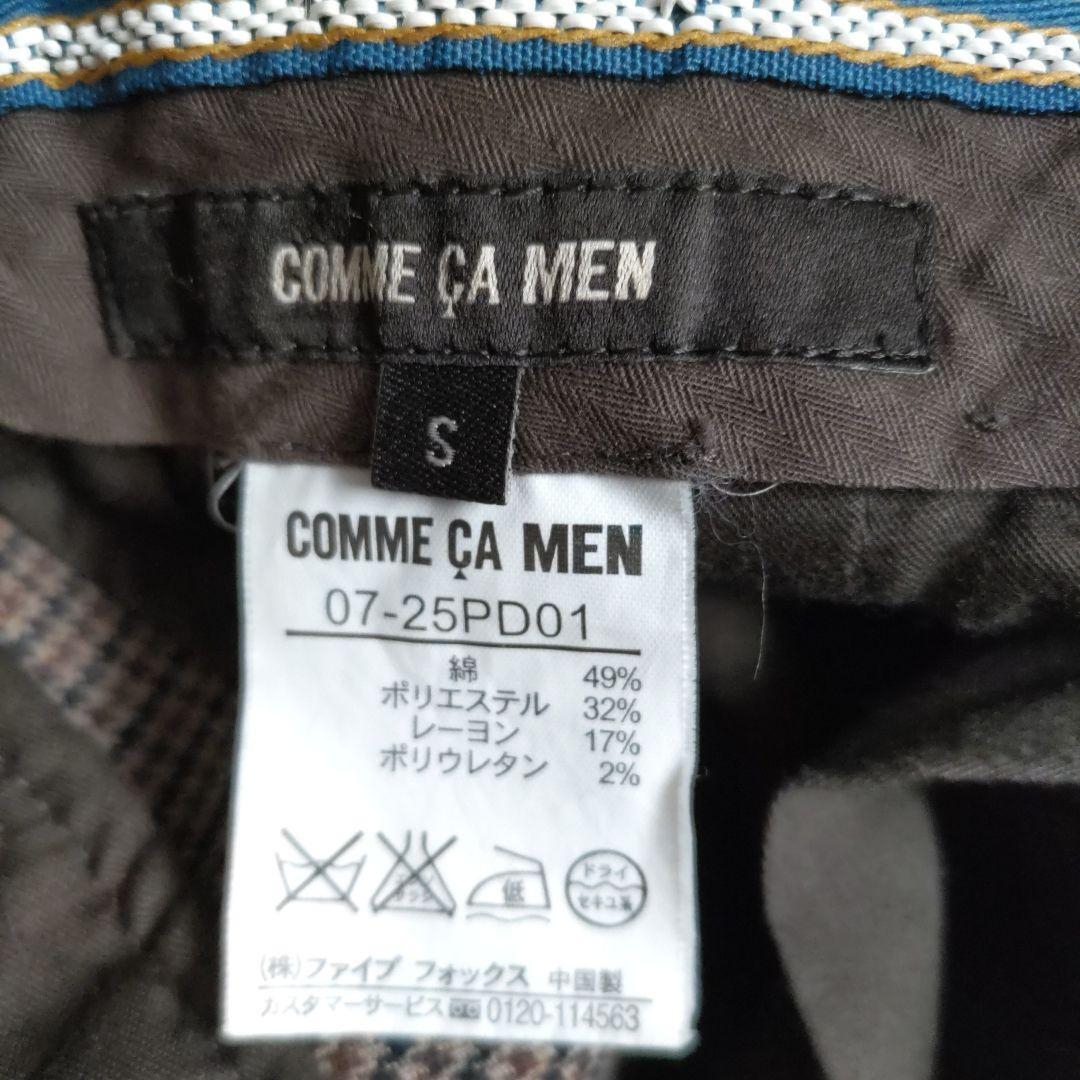 COMME ÇA MEN
S
COMME ÇA MEN
07-25PD01
綿 49%
ポリエステル 32%
レーヨン 17%
ポリウレタン 2%
低
ドライ
セキユ系
(株)ファイブ フォックス 中国製
カスタマーサービス 0120-114563